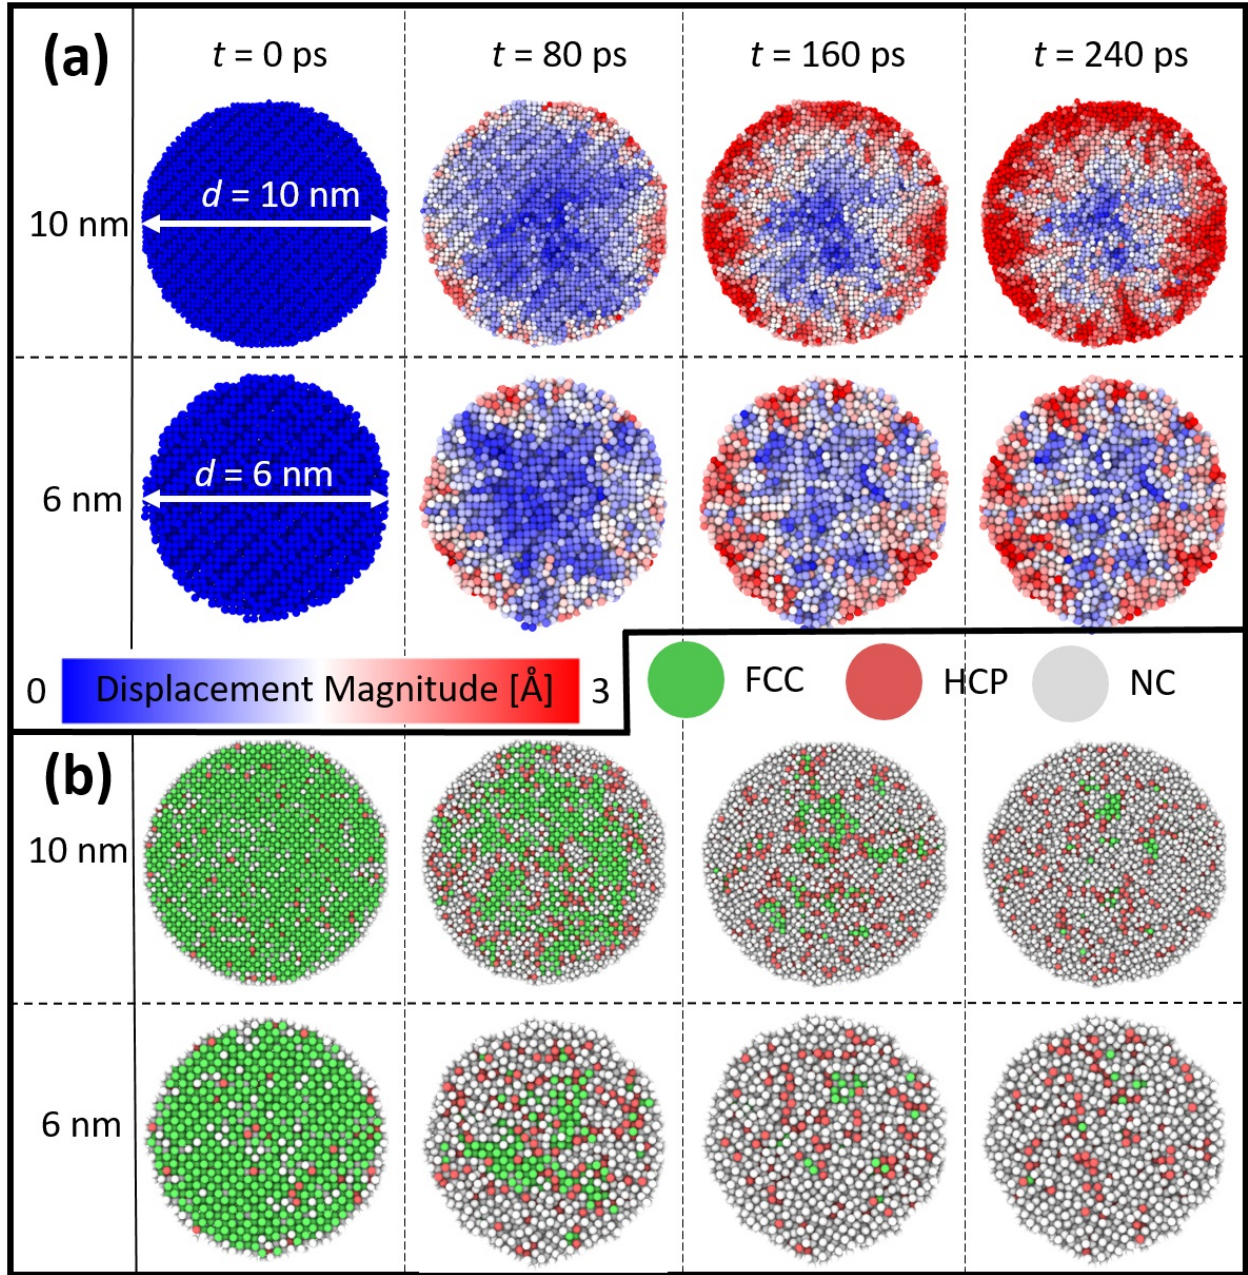 (a)
t = 0 ps
t = 80 ps
t = 160 ps
t = 240 ps
10 nm
d = 10 nm
6 nm
d = 6 nm
0 Displacement Magnitude [Å] 3
FCC
HCP
NC
(b)
10 nm
6 nm